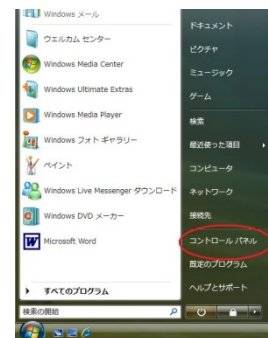 Windows メール
ウェルカム センター
Windows Media Center
Windows Ultimate Extras
Windows Media Player
Windows フォト ギャラリー
ペイント
Windows Live Messenger ダウンロード
Windows DVD メーカー
Microsoft Word
すべてのプログラム
検索の開始
ドキュメント
ピクチャ
ミュージック
ゲーム
検索
最近使った項目
コンピュータ
ネットワーク
接続先
コントロール パネル
既定のプログラム
ヘルプとサポート